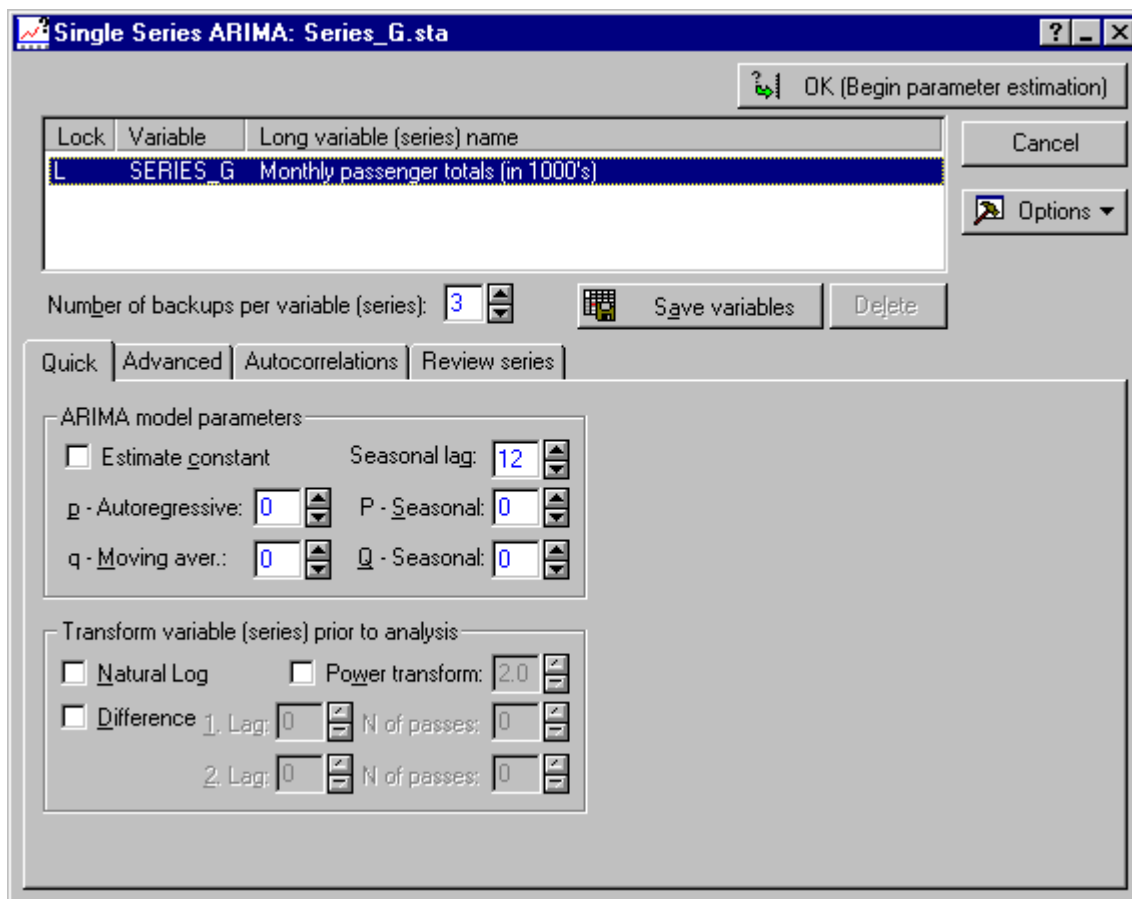 Single Series ARIMA: Series_G.sta
OK (Begin parameter estimation)
Lock Variable Long variable (series) name
L SERIES_G Monthly passenger totals (in 1000's)
Cancel
Options
Number of backups per variable (series): 3
Save variables
Delete
Quick Advanced Autocorrelations Review series
ARIMA model parameters
Estimate constant Seasonal lag: 12
p - Autoregressive: 0 P - Seasonal: 0
q - Moving aver.: 0 Q - Seasonal: 0
Transform variable (series) prior to analysis
Natural Log Power transform: 2.0
Difference 1. Lag: 0 N of passes: 0
2. Lag: 0 N of passes: 0